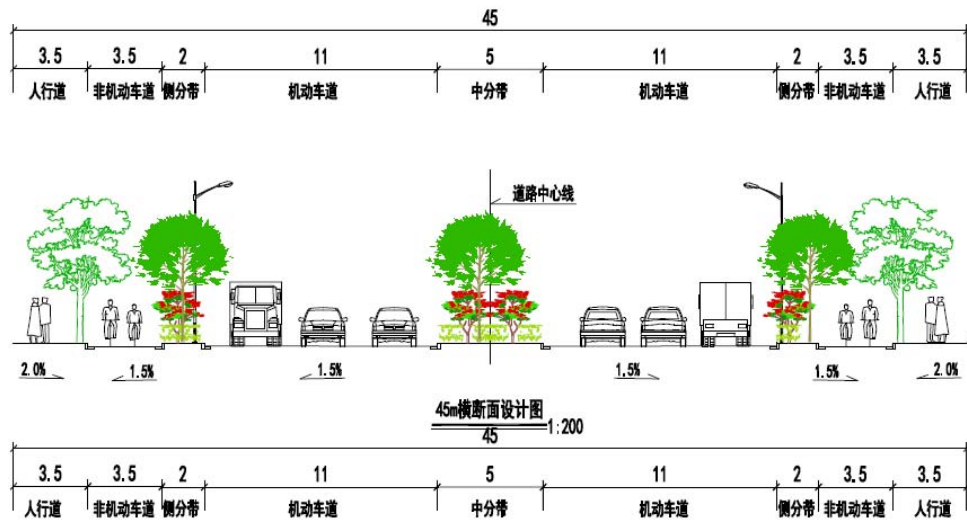 45
3.5 3.5 2 11 5 11 2 3.5 3.5
人行道 非机动车道 侧分带 机动车道 中分带 机动车道 侧分带 非机动车道 人行道
道路中心线
2.0% 1.5% 1.5% 1.5% 1.5% 2.0%
45m横断面设计图 1:200
45
3.5 3.5 2 11 5 11 2 3.5 3.5
人行道 非机动车道 侧分带 机动车道 中分带 机动车道 侧分带 非机动车道 人行道